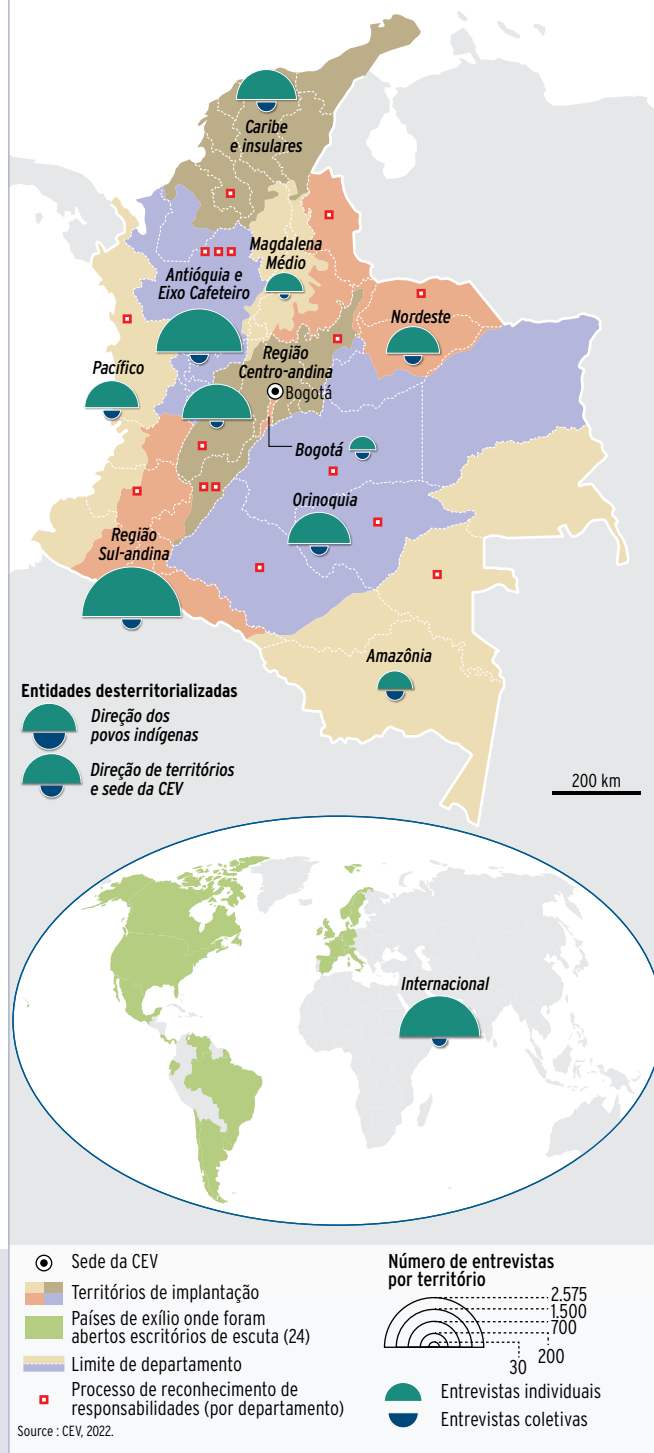 Caribe
e insulares
Magdalena
Médio
Antióquia e
Eixo Cafeteiro
Nordeste
Região
Centro-andina
Pacífico
Bogotá
Bogotá
Orinoquia
Região
Sul-andina
Amazônia
Entidades desterritorializadas
Direção dos
povos indígenas
Direção de territórios
e sede da CEV
200 km
Internacional
Sede da CEV
Territórios de implantação
Países de exílio onde foram
abertos escritórios de escuta (24)
Limite de departamento
Processo de reconhecimento de
responsabilidades (por departamento)
Source : CEV, 2022.
Número de entrevistas
por território
2.575
1.500
700
200
30
Entrevistas individuais
Entrevistas coletivas